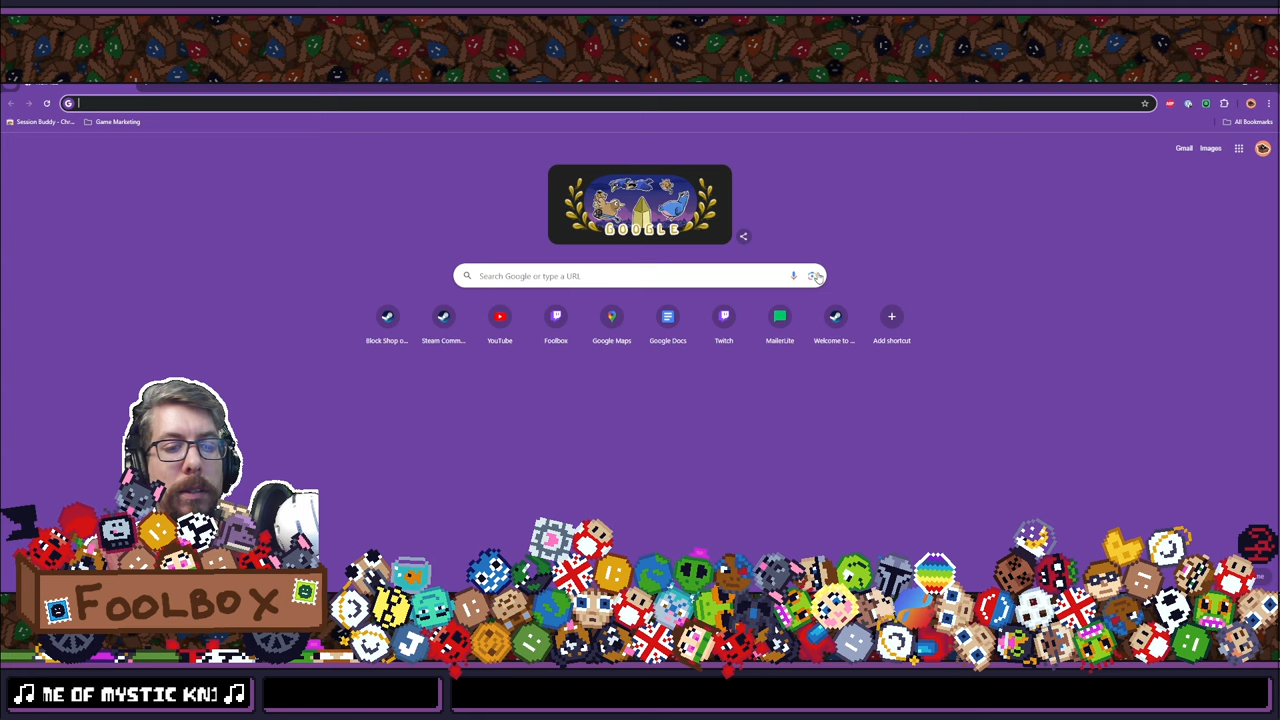 Session Buddy - Chr...
Game Marketing
All Bookmarks
Gmail
Images
GOOGLE
Search Google or type a URL
Block Shop o...
Steam Comm...
YouTube
Foolbox
Google Maps
Google Docs
Twitch
MailerLite
Welcome to ...
Add shortcut
FOOLBOX
ME OF MYSTIC KNI